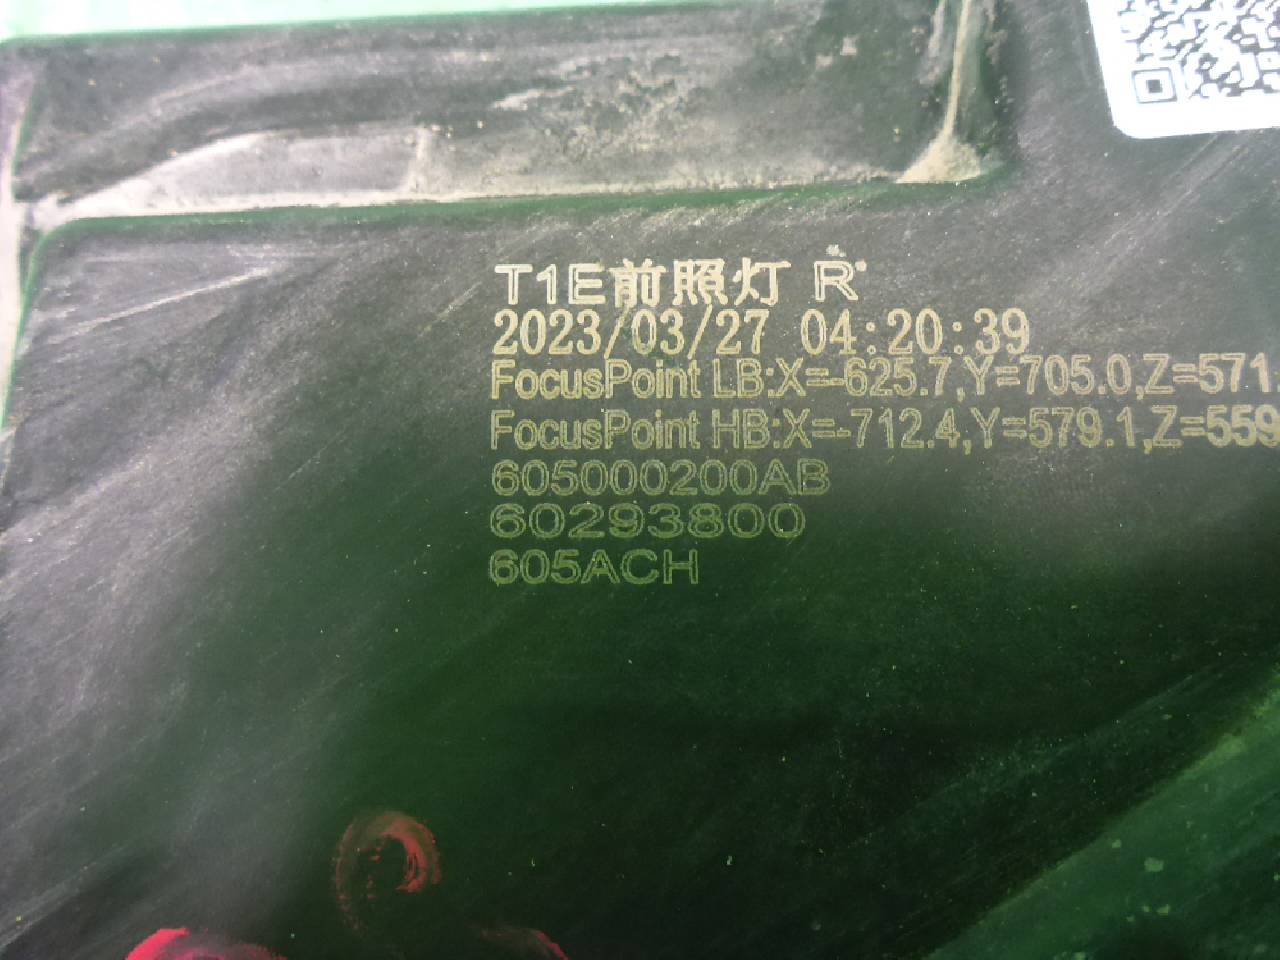 T1E前照灯 R
2023/03/27 04:20:39
FocusPoint LB:X=-625.7,Y=705.0,Z=571
FocusPoint HB:X=-712.4,Y=579.1,Z=559
605000200AB
60293800
605ACH